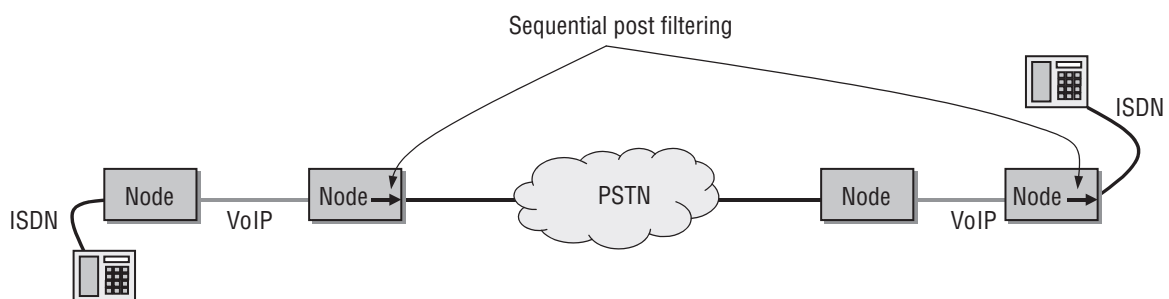 Sequential post filtering
ISDN
Node
Node
PSTN
Node
Node
ISDN
VoIP
VoIP